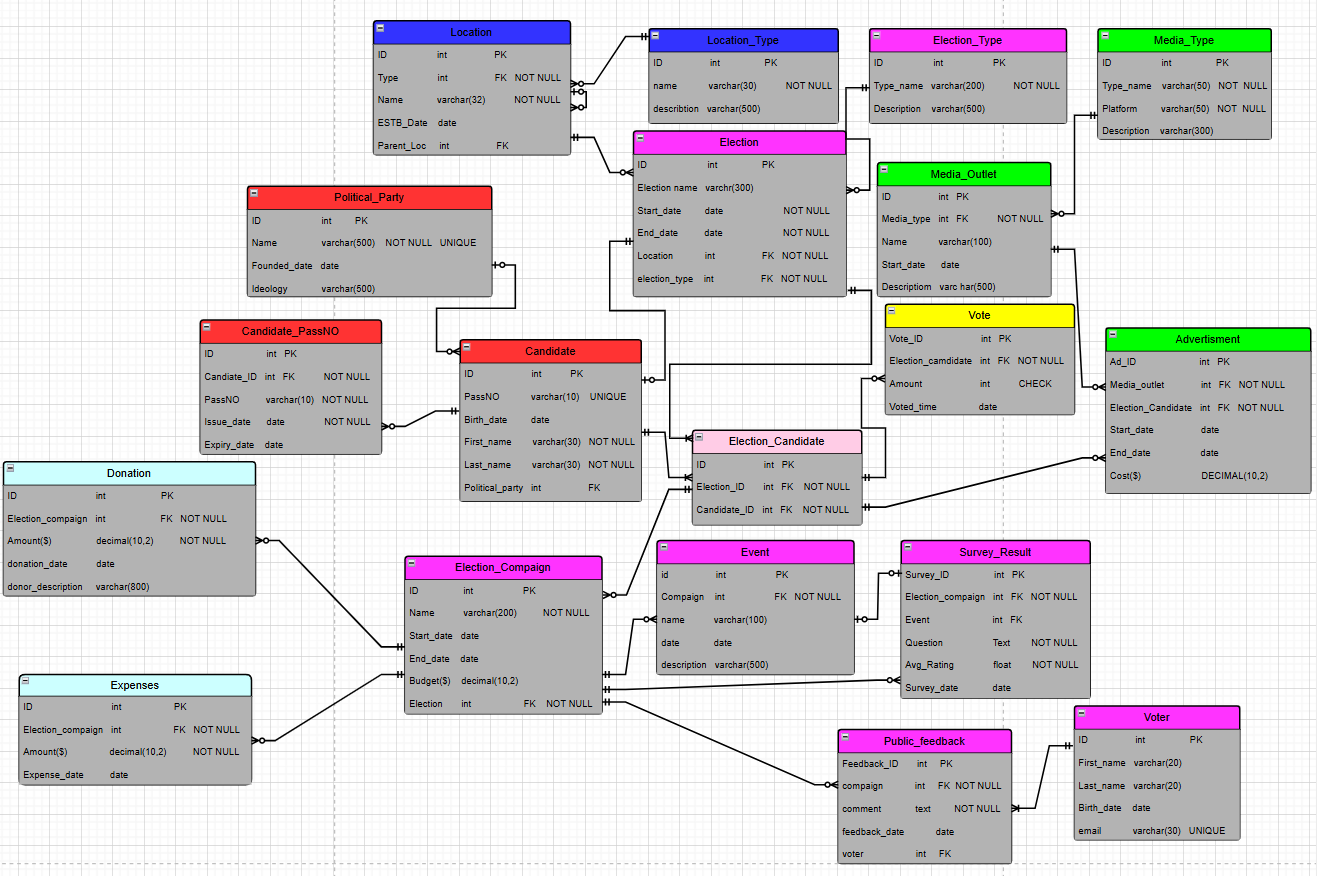 Location
ID int PK
Type int FK NOT NULL
Name varchar(32) NOT NULL
ESTB_Date date
Parent_Loc int FK
Location_Type
ID int PK
name varchar(30) NOT NULL
describtion varchar(500)
Election_Type
ID int PK
Type_name varchar(200) NOT NULL
Description varchar(500)
Media_Type
ID int PK
Type_name varchar(50) NOT NULL
Platform varchar(50) NOT NULL
Description varchar(300)
Election
ID int PK
Election name varchr(300)
Start_date date NOT NULL
End_date date NOT NULL
Location int FK NOT NULL
election_type int FK NOT NULL
Media_Outlet
ID int PK
Media_type int FK NOT NULL
Name varchar(100)
Start_date date
Descriptiom varc har(500)
Political_Party
ID int PK
Name varchar(500) NOT NULL UNIQUE
Founded_date date
Ideology varchar(500)
Candidate_PassNO
ID int PK
Candiate_ID int FK NOT NULL
PassNO varchar(10) NOT NULL
Issue_date date NOT NULL
Expiry_date date
Candidate
ID int PK
PassNO varchar(10) UNIQUE
Birth_date date
First_name varchar(30) NOT NULL
Last_name varchar(30) NOT NULL
Political_party int FK
Vote
Vote_ID int PK
Election_camdidate int FK NOT NULL
Amount int CHECK
Voted_time date
Advertisment
Ad_ID int PK
Media_outlet int FK NOT NULL
Election_Candidate int FK NOT NULL
Start_date date
End_date date
Cost($) DECIMAL(10,2)
Election_Candidate
ID int PK
Election_ID int FK NOT NULL
Candidate_ID int FK NOT NULL
Donation
ID int PK
Election_compaign int FK NOT NULL
Amount($) decimal(10,2) NOT NULL
donation_date date
donor_description varchar(800)
Election_Compaign
ID int PK
Name varchar(200) NOT NULL
Start_date date
End_date date
Budget($) decimal(10,2)
Election int FK NOT NULL
Event
id int PK
Compaign int FK NOT NULL
name varchar(100)
date date
description varchar(500)
Survey_Result
Survey_ID int PK
Election_compaign int FK NOT NULL
Event int FK
Question Text NOT NULL
Avg_Rating float NOT NULL
Survey_date date
Expenses
ID int PK
Election_compaign int FK NOT NULL
Amount($) decimal(10,2) NOT NULL
Expense_date date
Public_feedback
Feedback_ID int PK
compaign int FK NOT NULL
comment text NOT NULL
feedback_date date
voter int FK
Voter
ID int PK
First_name varchar(20)
Last_name varchar(20)
Birth_date date
email varchar(30) UNIQUE